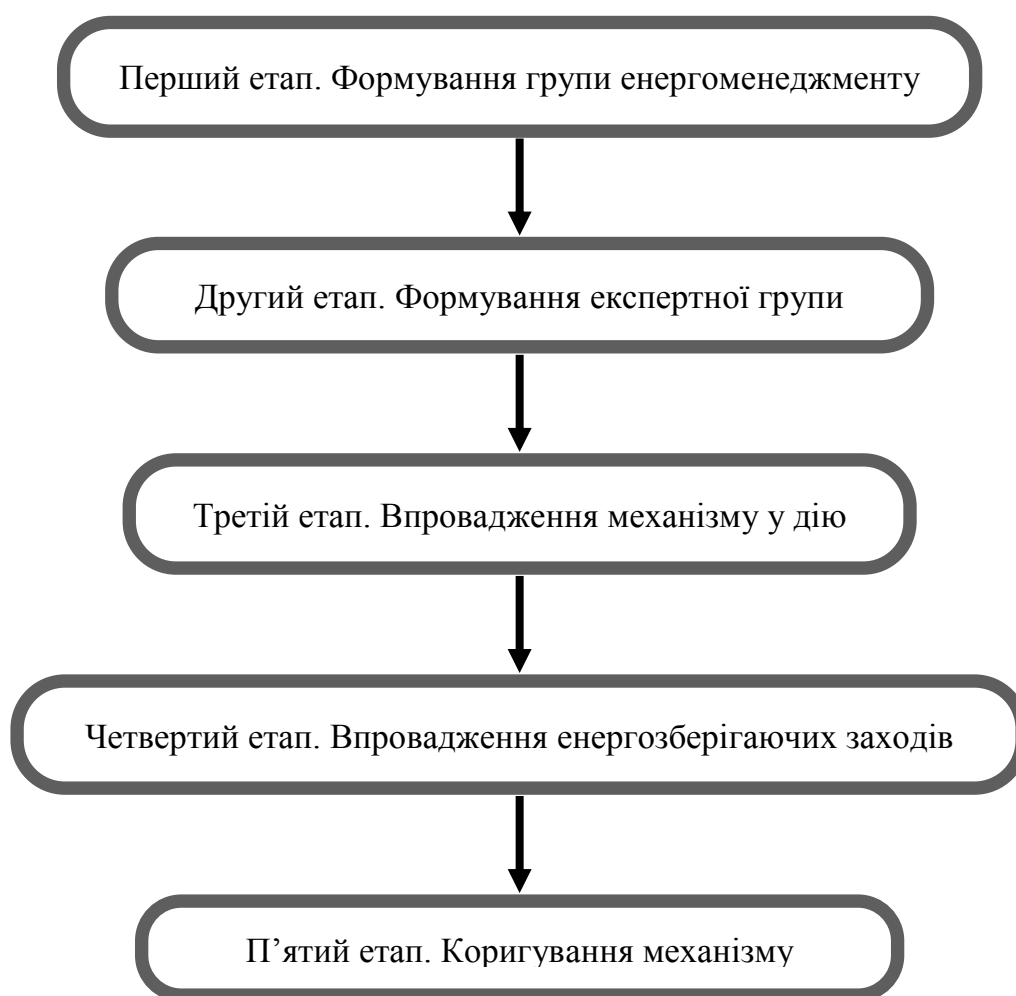 Перший етап. Формування групи енергоменеджменту
Другий етап. Формування експертної групи
Третій етап. Впровадження механізму у дію
Четвертий етап. Впровадження енергозберігаючих заходів
П’ятий етап. Коригування механізму